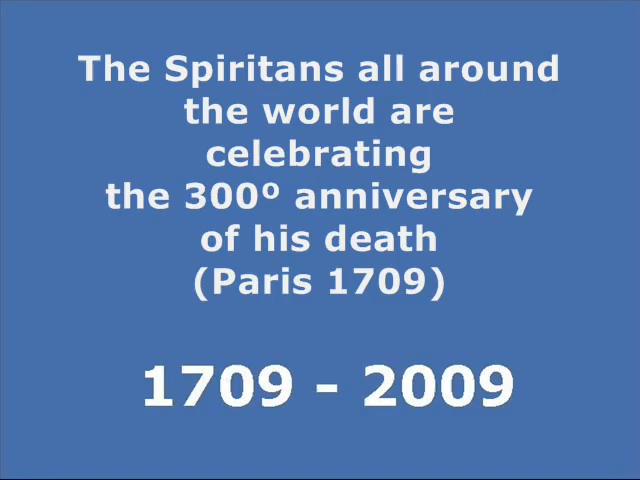 The Spiritans all around
the world are
celebrating
the 300º anniversary
of his death
(Paris 1709)
1709 - 2009